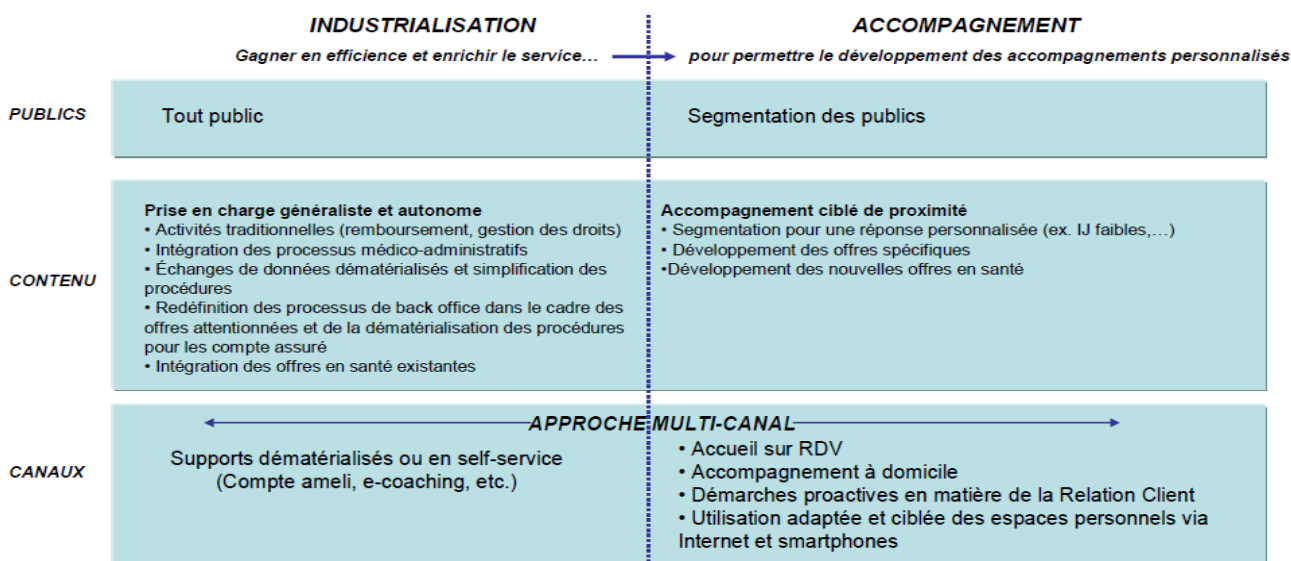 INDUSTRIALISATION
ACCOMPAGNEMENT
Gagner en efficience et enrichir le service…
pour permettre le développement des accompagnements personnalisés
PUBLICS
Tout public
Segmentation des publics
CONTENU
Prise en charge généraliste et autonome
• Activités traditionnelles (remboursement, gestion des droits)
• Intégration des processus médico-administratifs
• Échanges de données dématérialisés et simplification des
procédures
• Redéfinition des processus de back office dans le cadre des
offres attentionnées et de la dématérialisation des procédures
pour les compte assuré
• Intégration des offres en santé existantes
Accompagnement ciblé de proximité
• Segmentation pour une réponse personnalisée (ex. IJ faibles,…)
• Développement des offres spécifiques
•Développement des nouvelles offres en santé
CANAUX
APPROCHE MULTI-CANAL
Supports dématérialisés ou en self-service
(Compte ameli, e-coaching, etc.)
• Accueil sur RDV
• Accompagnement à domicile
• Démarches proactives en matière de la Relation Client
• Utilisation adaptée et ciblée des espaces personnels via
Internet et smartphones